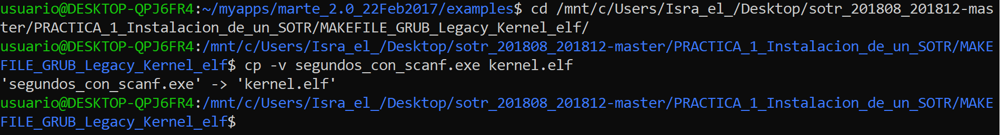 usuario@DESKTOP-QPJ6FR4:~/myapps/marte_2.0_22Feb2017/examples$ cd /mnt/c/Users/Isra_el_/Desktop/sotr_201808_201812-mas
ter/PRACTICA_1_Instalacion_de_un_SOTR/MAKEFILE_GRUB_Legacy_Kernel_elf/
usuario@DESKTOP-QPJ6FR4:/mnt/c/Users/Isra_el_/Desktop/sotr_201808_201812-master/PRACTICA_1_Instalacion_de_un_SOTR/MAKE
FILE_GRUB_Legacy_Kernel_elf$ cp -v segundos_con_scanf.exe kernel.elf
'segundos_con_scanf.exe' -> 'kernel.elf'
usuario@DESKTOP-QPJ6FR4:/mnt/c/Users/Isra_el_/Desktop/sotr_201808_201812-master/PRACTICA_1_Instalacion_de_un_SOTR/MAKE
FILE_GRUB_Legacy_Kernel_elf$